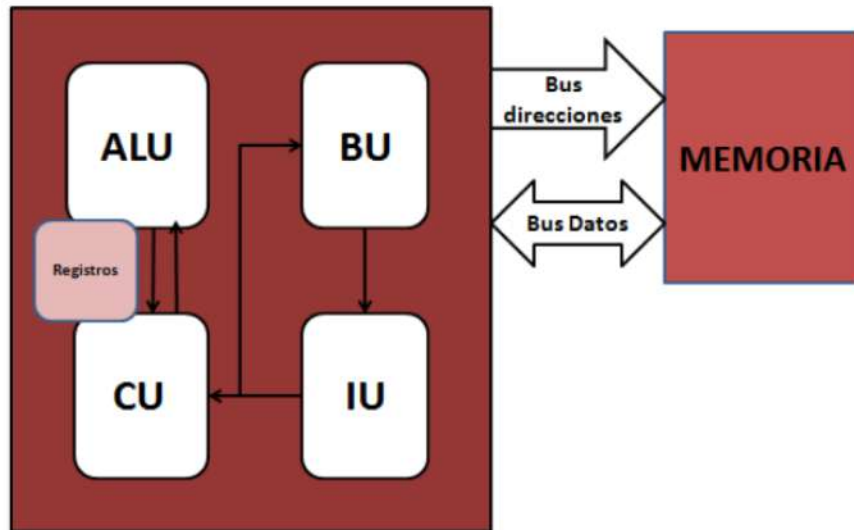 ALU
BU
Registros
CU
IU
Bus
direcciones
Bus Datos
MEMORIA